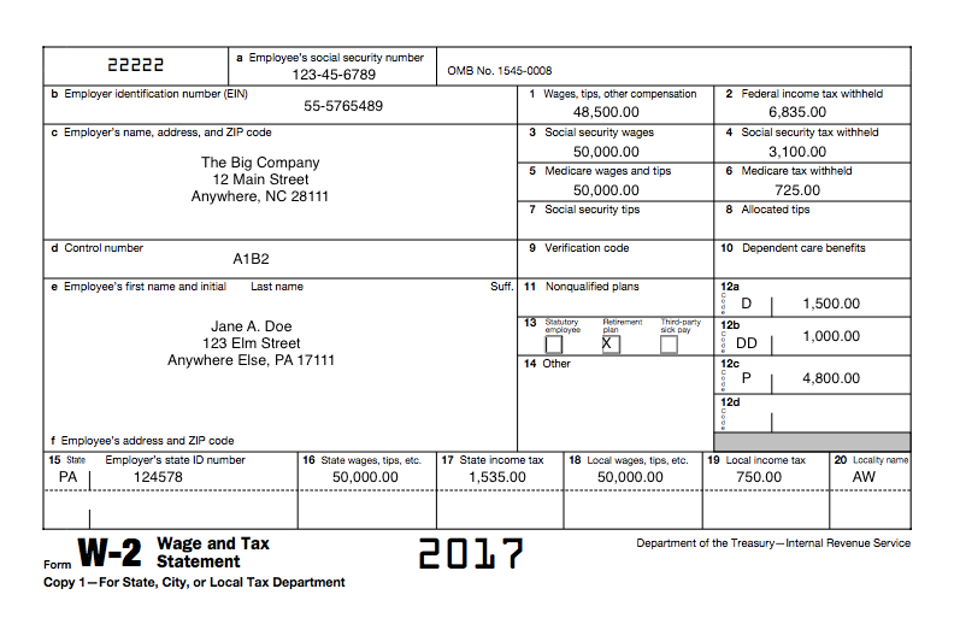 22222
a Employee's social security number
123-45-6789
OMB No. 1545-0008
b Employer identification number (EIN)
55-5765489
1 Wages, tips, other compensation
48,500.00
2 Federal income tax withheld
6,835.00
c Employer's name, address, and ZIP code
The Big Company
12 Main Street
Anywhere, NC 28111
3 Social security wages
50,000.00
4 Social security tax withheld
3,100.00
5 Medicare wages and tips
50,000.00
6 Medicare tax withheld
725.00
7 Social security tips
8 Allocated tips
d Control number
A1B2
9 Verification code
10 Dependent care benefits
e Employee's first name and initial Last name Suff.
Jane A. Doe
123 Elm Street
Anywhere Else, PA 17111
f Employee's address and ZIP code
11 Nonqualified plans
12a
Code
D 1,500.00
13 Statutory employee Retirement plan Third-party sick pay
X
12b
Code
DD 1,000.00
14 Other
12c
Code
P 4,800.00
12d
Code
15 State Employer's state ID number
PA 124578
16 State wages, tips, etc.
50,000.00
17 State income tax
1,535.00
18 Local wages, tips, etc.
50,000.00
19 Local income tax
750.00
20 Locality name
AW
Form W-2 Wage and Tax Statement
2017
Department of the Treasury—Internal Revenue Service
Copy 1—For State, City, or Local Tax Department